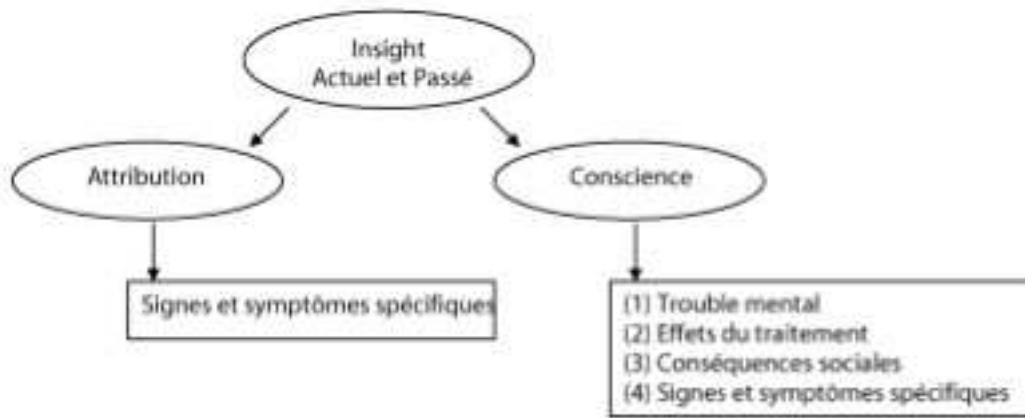 Insight
Actuel et Passé
Attribution
Conscience
Signes et symptômes spécifiques
(1) Trouble mental
(2) Effets du traitement
(3) Conséquences sociales
(4) Signes et symptômes spécifiques